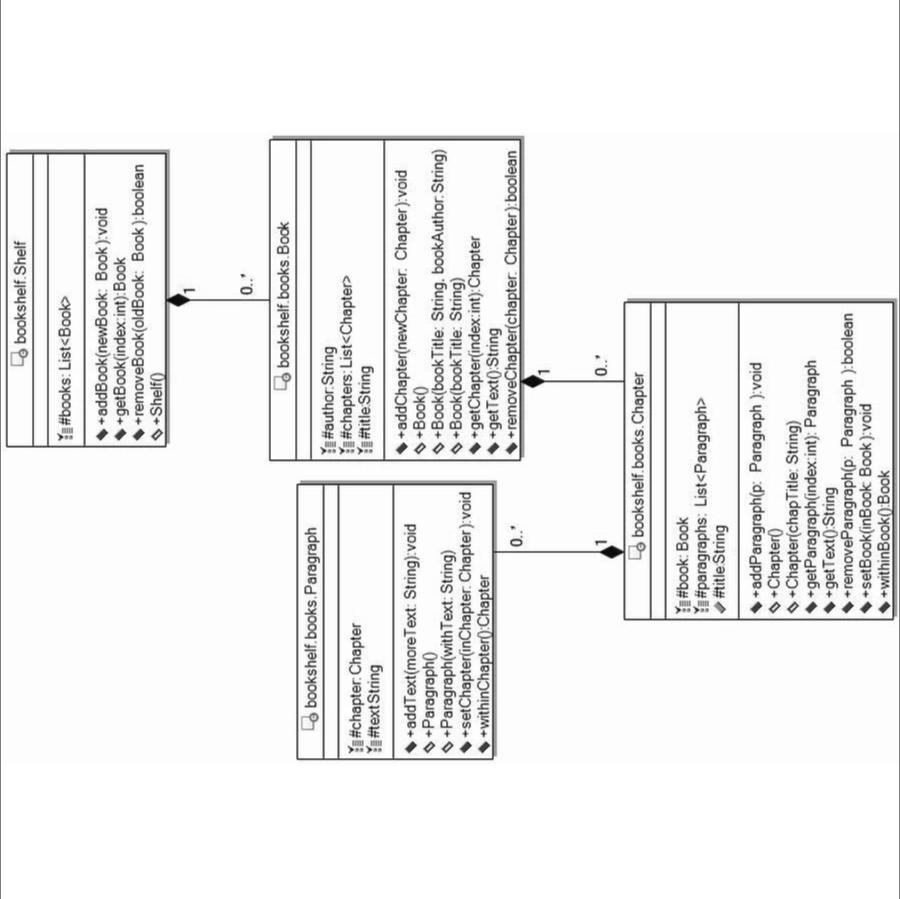 bookshelf.Shelf
#books: List<Book>
+addBook(newBook: Book):void
+getBook(index:int):Book
+removeBook(oldBook: Book):boolean
+Shelf()
1
0..*
bookshelf.books.Book
#author:String
#chapters:List<Chapter>
#title:String
+addChapter(newChapter: Chapter):void
+Book()
+Book(bookTitle: String, bookAuthor:String)
+Book(bookTitle: String)
+getChapter(index:int):Chapter
+getText():String
+removeChapter(chapter: Chapter):boolean
1
0..*
bookshelf.books.Paragraph
#chapter:Chapter
#text:String
+addText(moreText: String):void
+Paragraph()
+Paragraph(withText: String)
+setChapter(inChapter: Chapter):void
+withinChapter():Chapter
0..*
1
bookshelf.books.Chapter
#book: Book
#paragraphs: List<Paragraph>
#title:String
+addParagraph(p: Paragraph ):void
+Chapter()
+Chapter(chapTitle: String)
+getParagraph(index:int): Paragraph
+getText():String
+removeParagraph(p: Paragraph ):boolean
+setBook(inBook: Book):void
+withinBook():Book